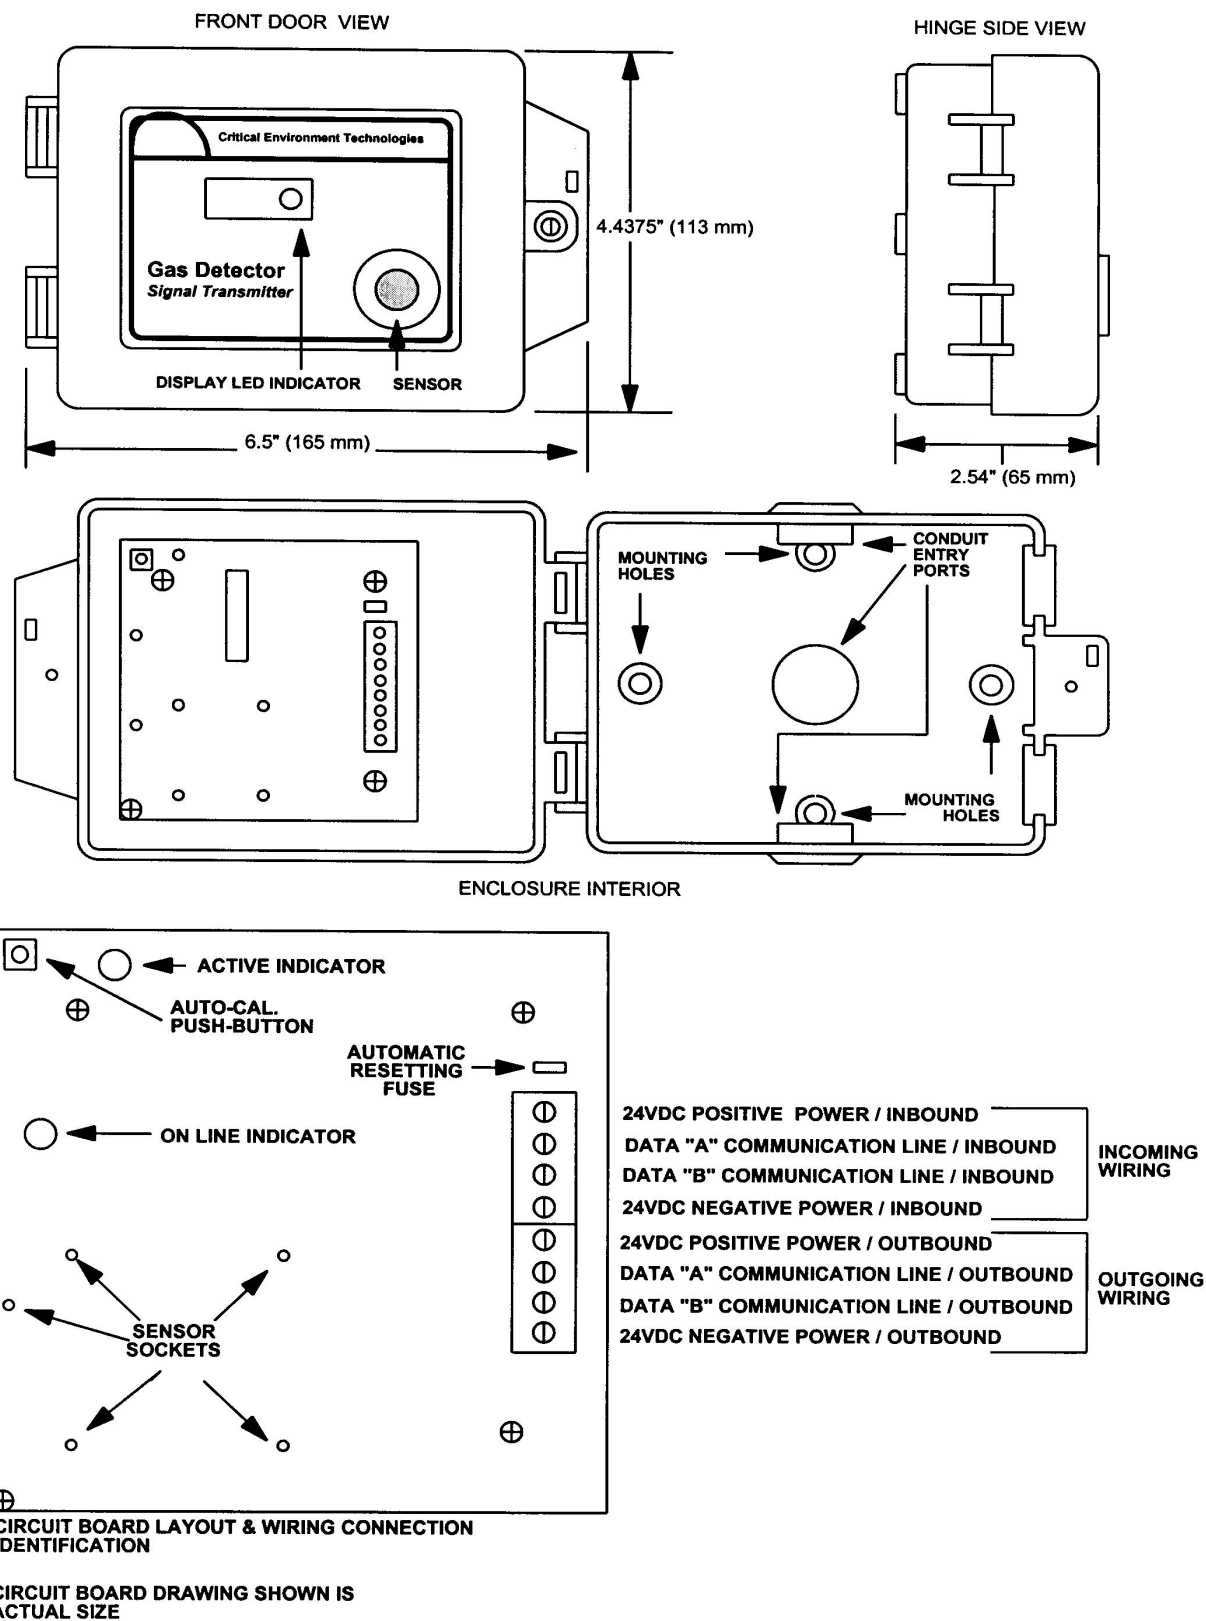 FRONT DOOR VIEW
HINGE SIDE VIEW
Critical Environment Technologies
4.4375" (113 mm)
Gas Detector
Signal Transmitter
DISPLAY LED INDICATOR
SENSOR
6.5" (165 mm)
2.54" (65 mm)
MOUNTING
HOLES
CONDUIT
ENTRY
PORTS
MOUNTING
HOLES
ENCLOSURE INTERIOR
ACTIVE INDICATOR
AUTO-CAL.
PUSH-BUTTON
AUTOMATIC
RESETTING
FUSE
ON LINE INDICATOR
24VDC POSITIVE POWER / INBOUND
DATA "A" COMMUNICATION LINE / INBOUND
DATA "B" COMMUNICATION LINE / INBOUND
24VDC NEGATIVE POWER / INBOUND
INCOMING
WIRING
24VDC POSITIVE POWER / OUTBOUND
DATA "A" COMMUNICATION LINE / OUTBOUND
DATA "B" COMMUNICATION LINE / OUTBOUND
24VDC NEGATIVE POWER / OUTBOUND
OUTGOING
WIRING
SENSOR
SOCKETS
CIRCUIT BOARD LAYOUT & WIRING CONNECTION
DENTIFICATION
CIRCUIT BOARD DRAWING SHOWN IS
ACTUAL SIZE